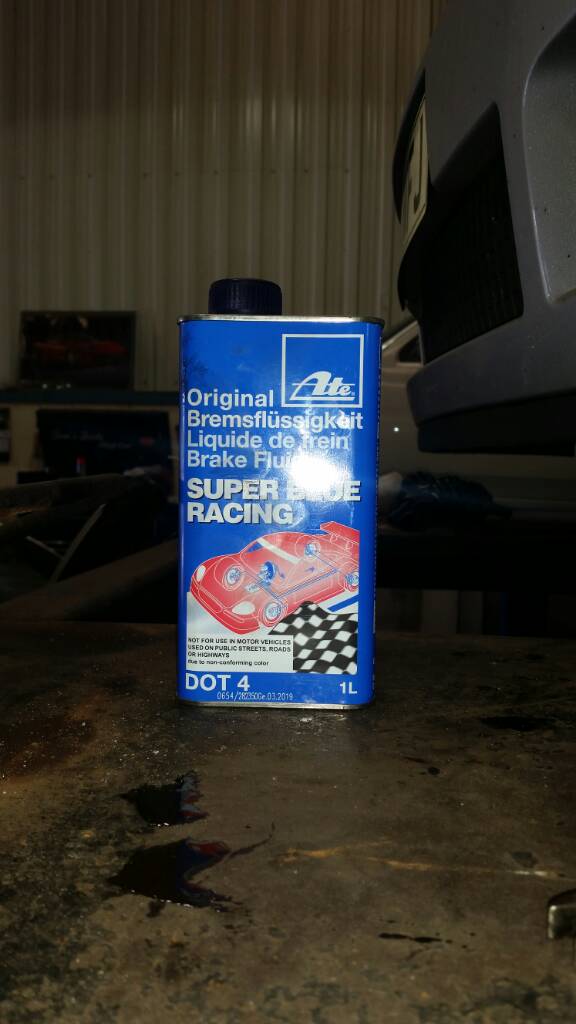 Ate
Original
Bremsflüssigkeit
Liquide de frein
Brake Fluid
SUPER BLUE
RACING
NOT FOR USE IN MOTOR VEHICLES
USED ON PUBLIC STREETS, ROADS
OR HIGHWAYS
due to non-conforming color
DOT 4
1L